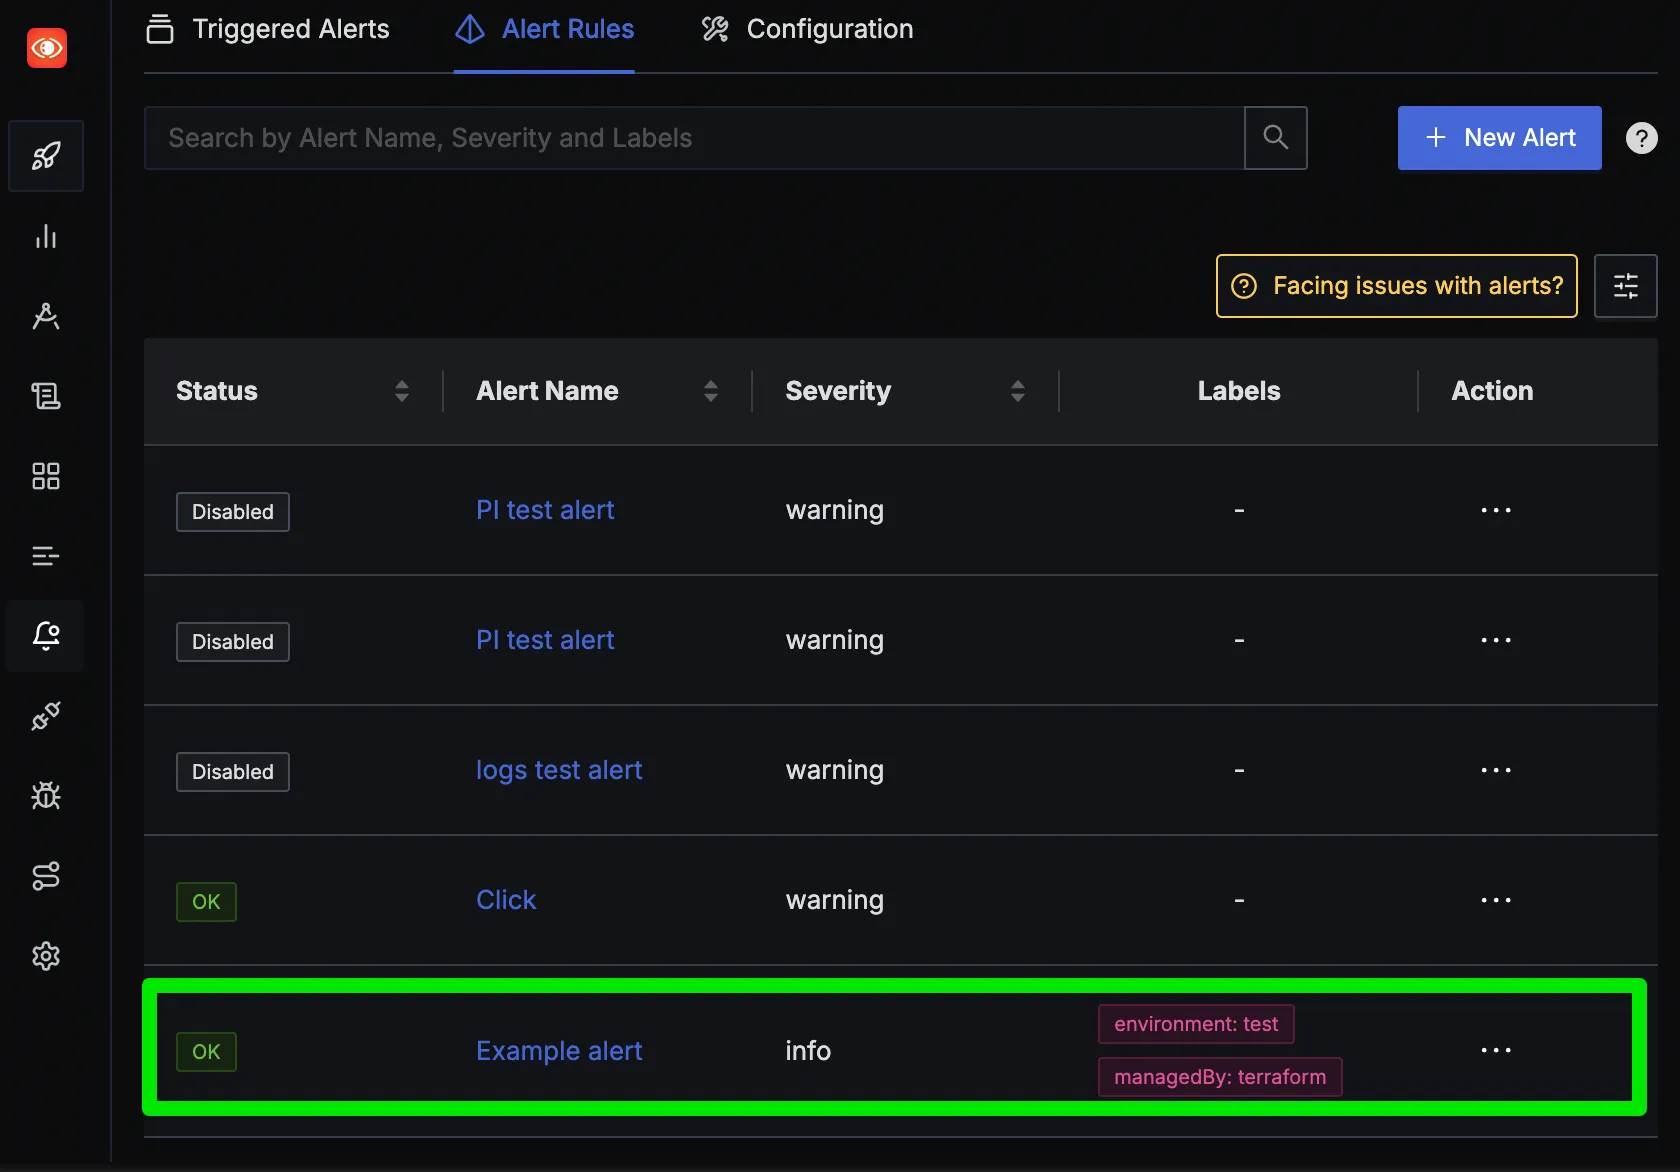 Triggered Alerts Alert Rules Configuration
Search by Alert Name, Severity and Labels
+ New Alert ?
? Facing issues with alerts?
Status Alert Name Severity Labels Action
Disabled PI test alert warning - ...
Disabled PI test alert warning - ...
Disabled logs test alert warning - ...
OK Click warning - ...
OK Example alert info environment: test ...
managedBy: terraform